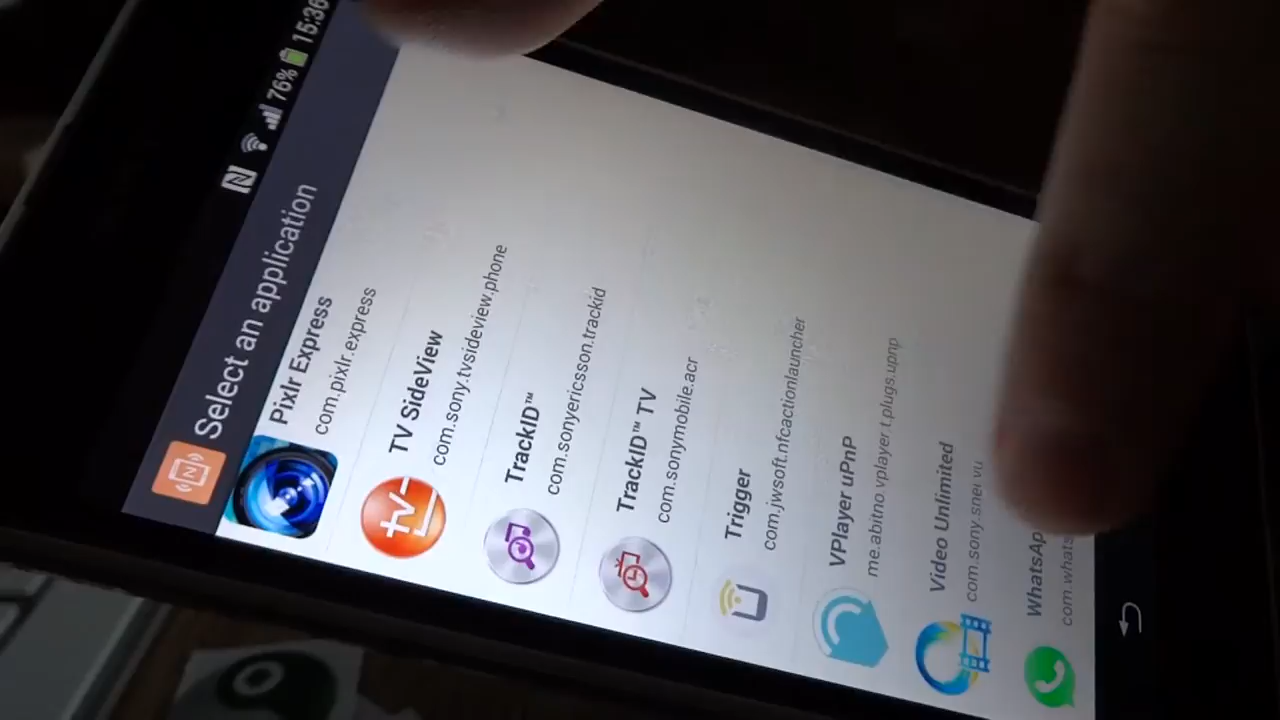 76% 15:36
Select an application
Pixlr Express
com.pixlr.express
TV SideView
com.sony.tvsideview.phone
TrackID™
com.sonyericsson.trackid
TrackID™ TV
com.sonymobile.acr
Trigger
com.jwsoft.nfcactionlauncher
VPlayer uPnP
me.abitno.vplayer.t.plugs.upnp
Video Unlimited
com.sony.snei.vu
WhatsAp
com.whats